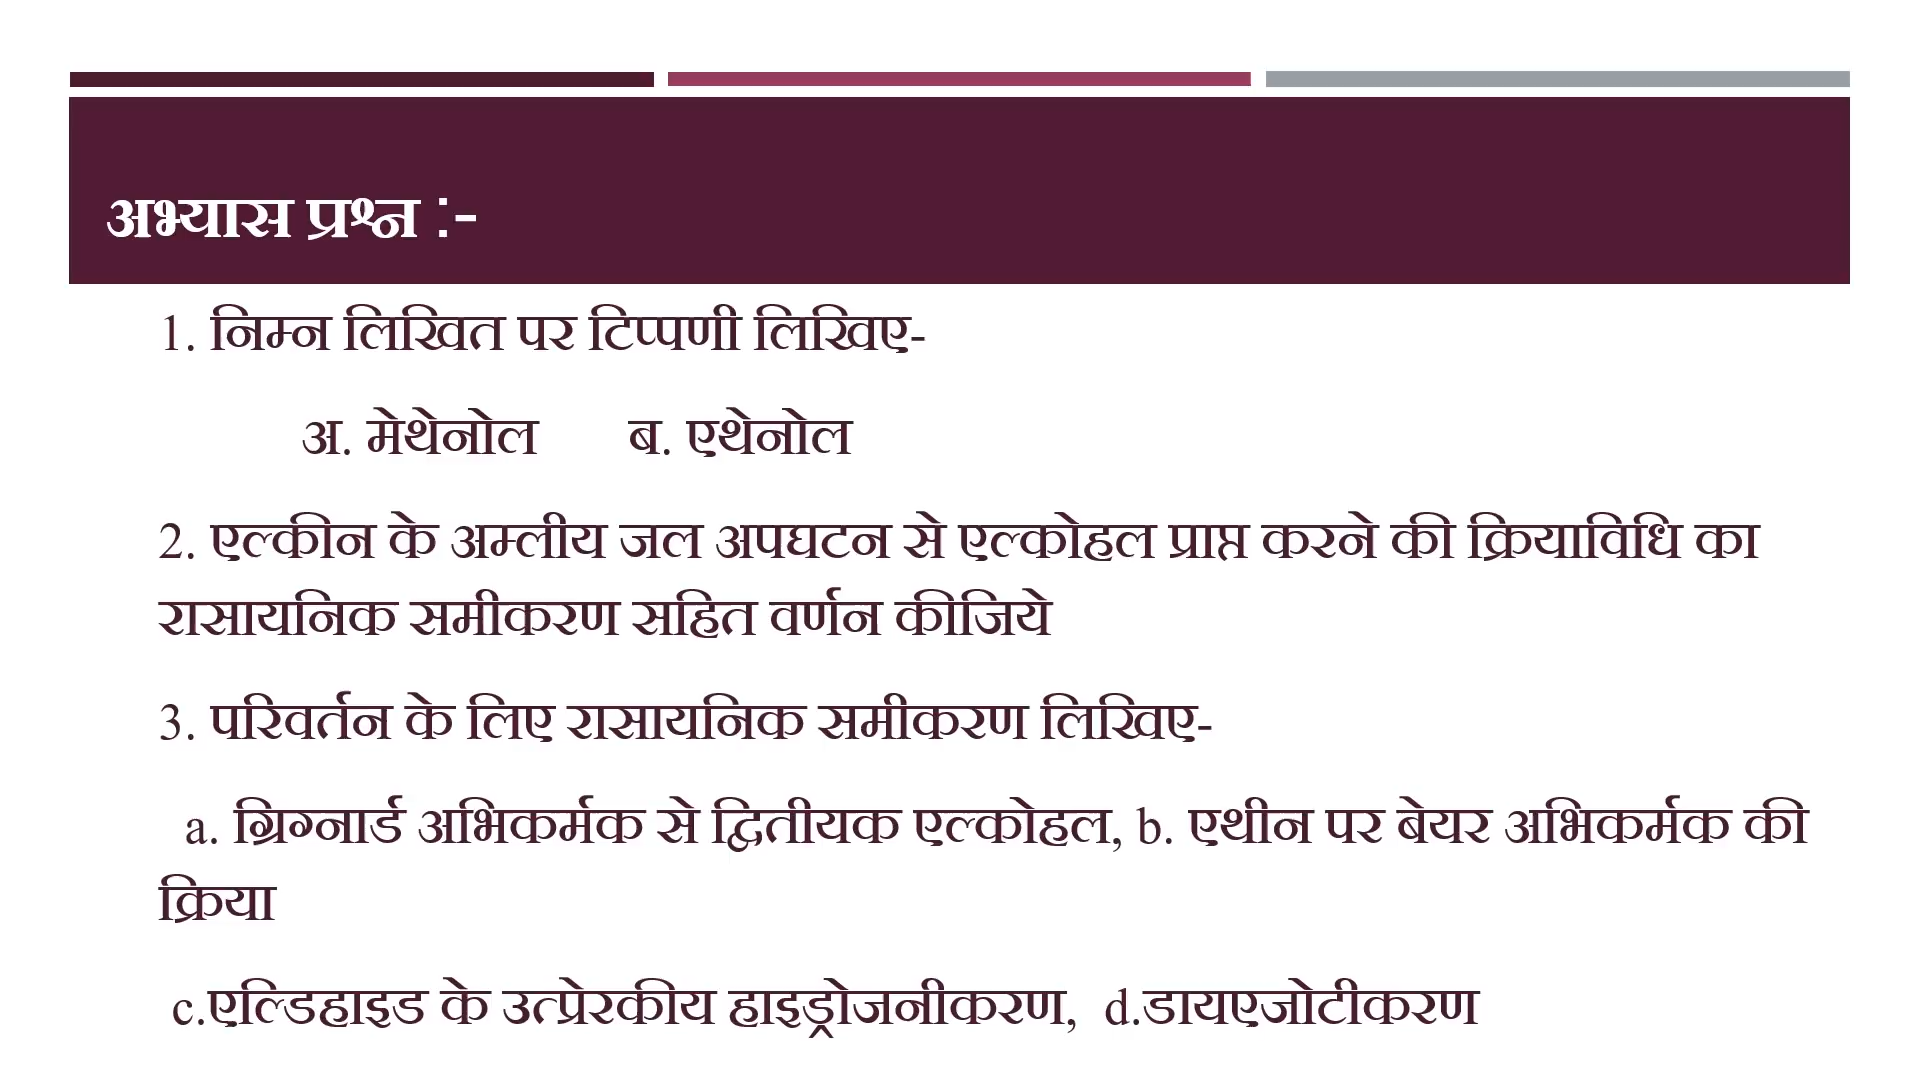 अभ्यास प्रश्न :-
1. निम्न लिखित पर टिप्पणी लिखिए-
अ. मेथेनोल ब. एथेनोल
2. एल्कीन के अम्लीय जल अपघटन से एल्कोहल प्राप्त करने की क्रियाविधि का
रासायनिक समीकरण सहित वर्णन कीजिये
3. परिवर्तन के लिए रासायनिक समीकरण लिखिए-
a. ग्रिग्नार्ड अभिकर्मक से द्वितीयक एल्कोहल, b. एथीन पर बेयर अभिकर्मक की
क्रिया
c.एल्डिहाइड के उत्प्रेरकीय हाइड्रोजनीकरण, d.डायएजोटीकरण